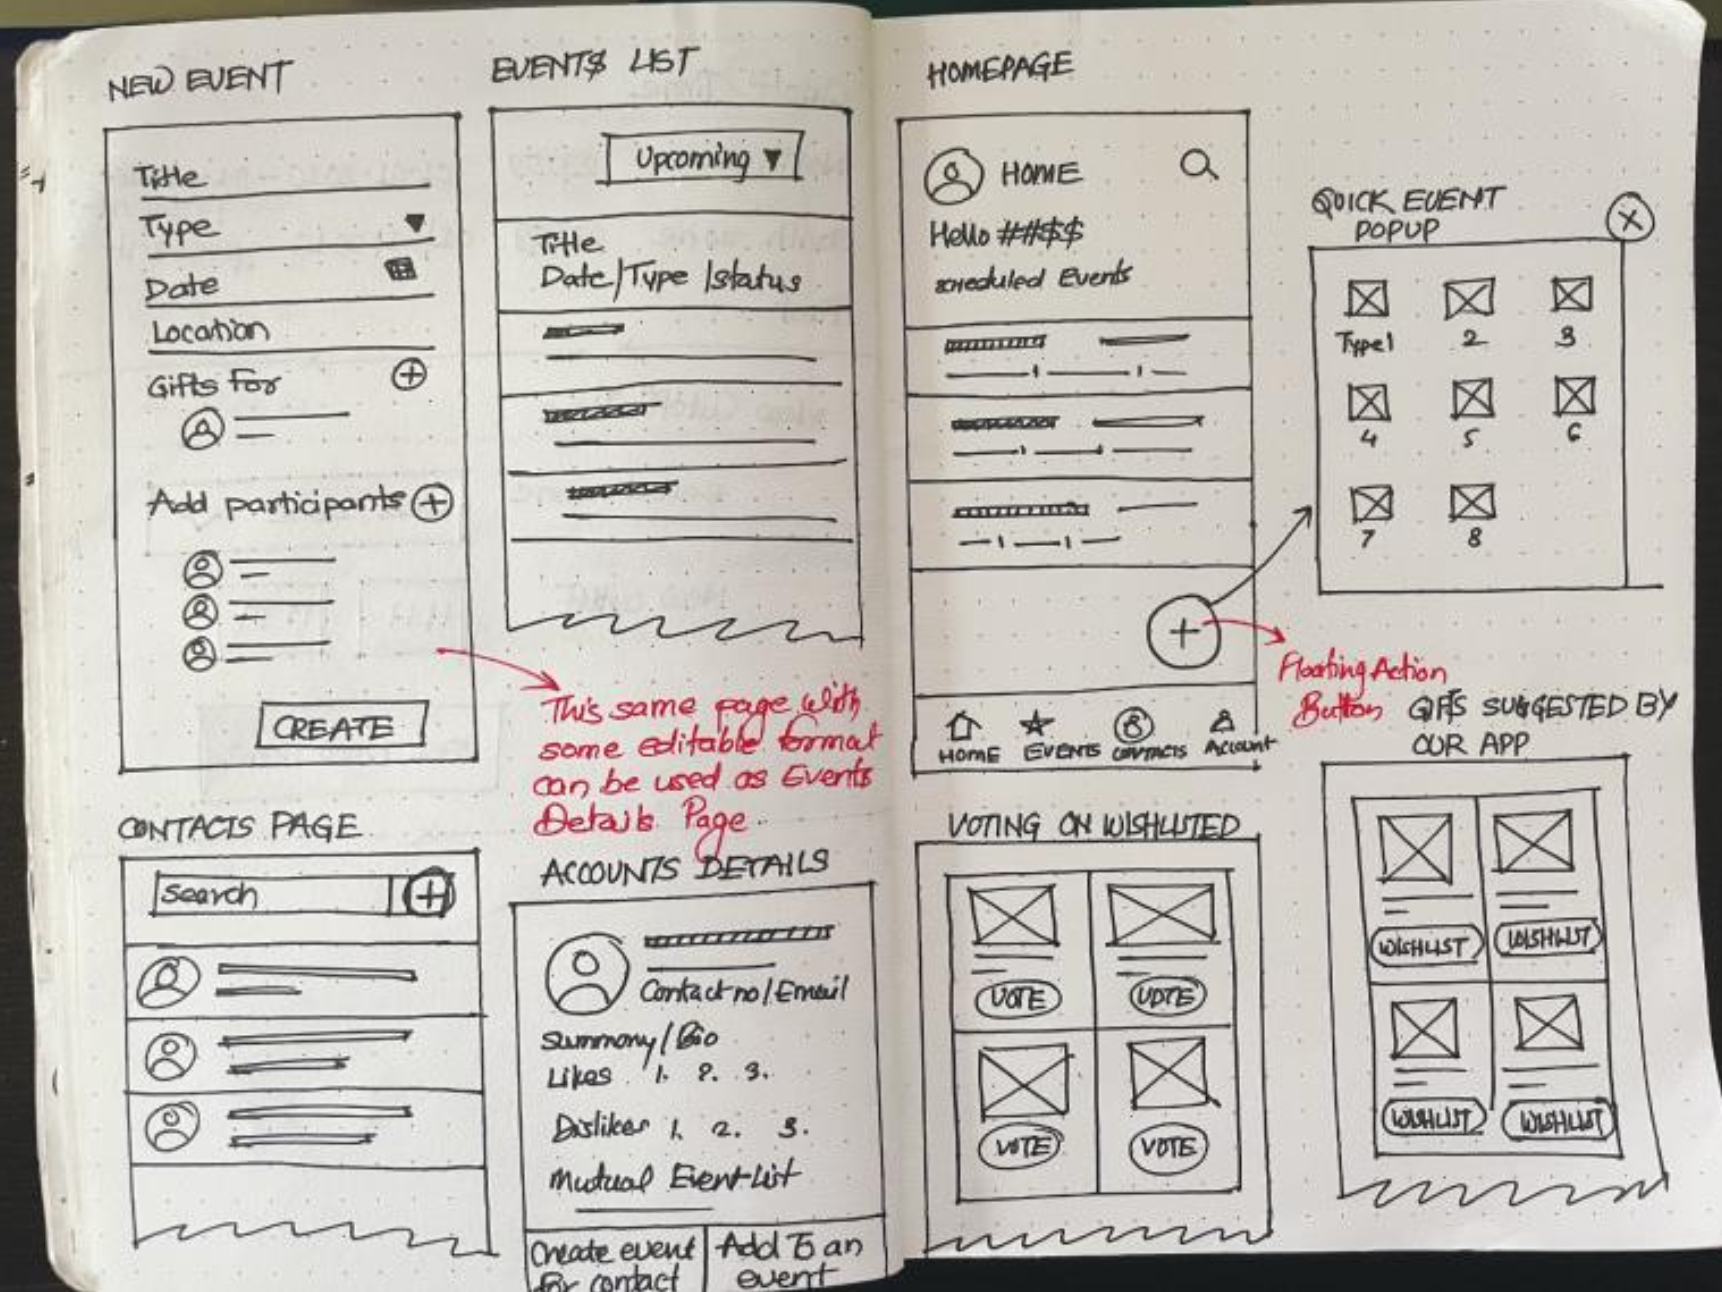 NEW EVENT
Title
Type
Date
Location
Gifts for
Add participants
CREATE
EVENTS LIST
Upcoming
Title
Date/Type/status
This same page with
some editable format
can be used as Events
Details Page
HOMEPAGE
HOME
Hello ##$$
scheduled Events
HOME EVENTS CONTACTS Account
Floating Action
Button
QUICK EVENT
POPUP
Type1 2 3
4 5 6
7 8
CONTACTS PAGE
Search
ACCOUNTS DETAILS
Contact no/Email
Summary/Bio
Likes 1. 2. 3.
Dislikes 1. 2. 3.
Mutual Event List
Create event
for contact
Add To an
event
VOTING ON WISHLISTED
VOTE VOTE
VOTE VOTE
GIFTS SUGGESTED BY
OUR APP
WISHLIST WISHLIST
WISHLIST WISHLIST